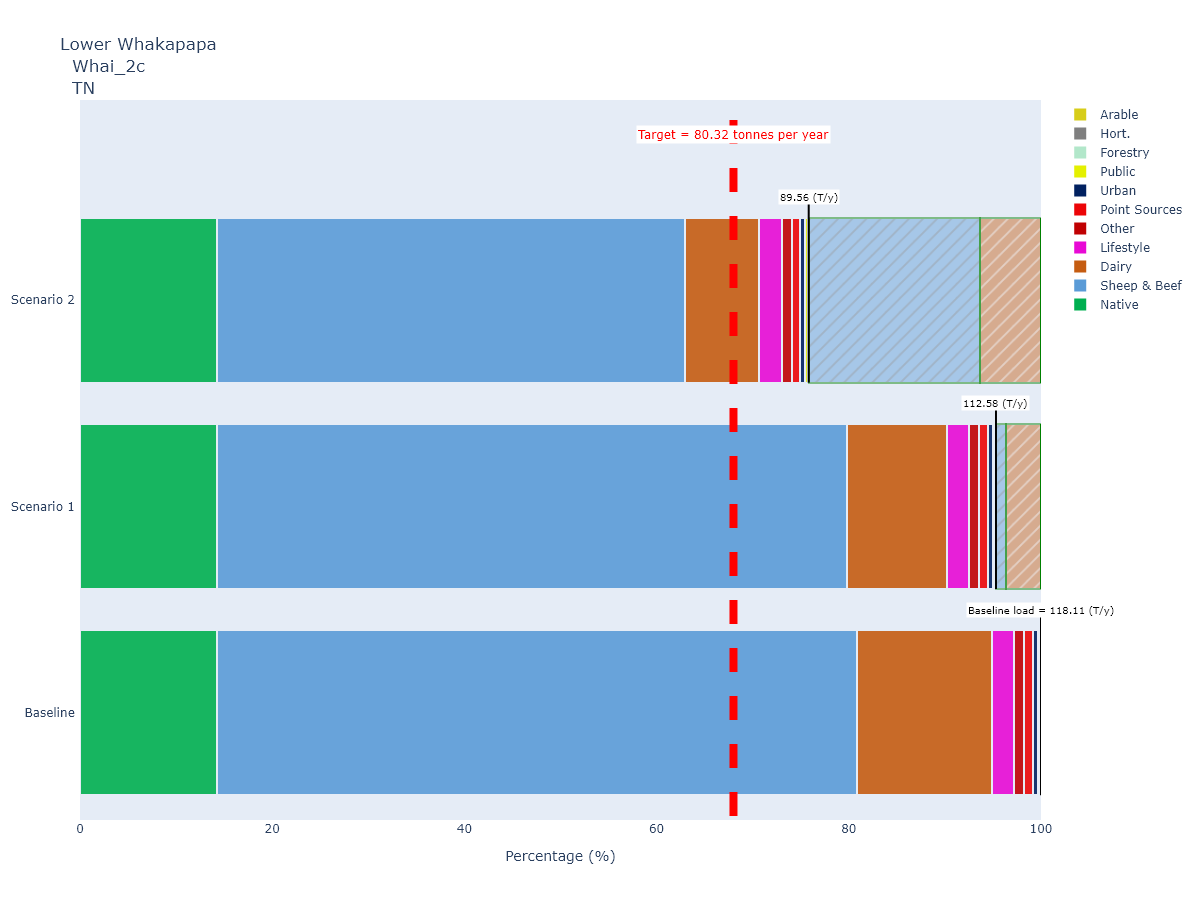 Lower Whakapapa
Whai_2c
TN
Target = 80.32 tonnes per year
89.56 (T/y)
Scenario 2
112.58 (T/y)
Scenario 1
Baseline load = 118.11 (T/y)
Baseline
0 20 40 60 80 100
Percentage (%)
Arable
Hort.
Forestry
Public
Urban
Point Sources
Other
Lifestyle
Dairy
Sheep & Beef
Native